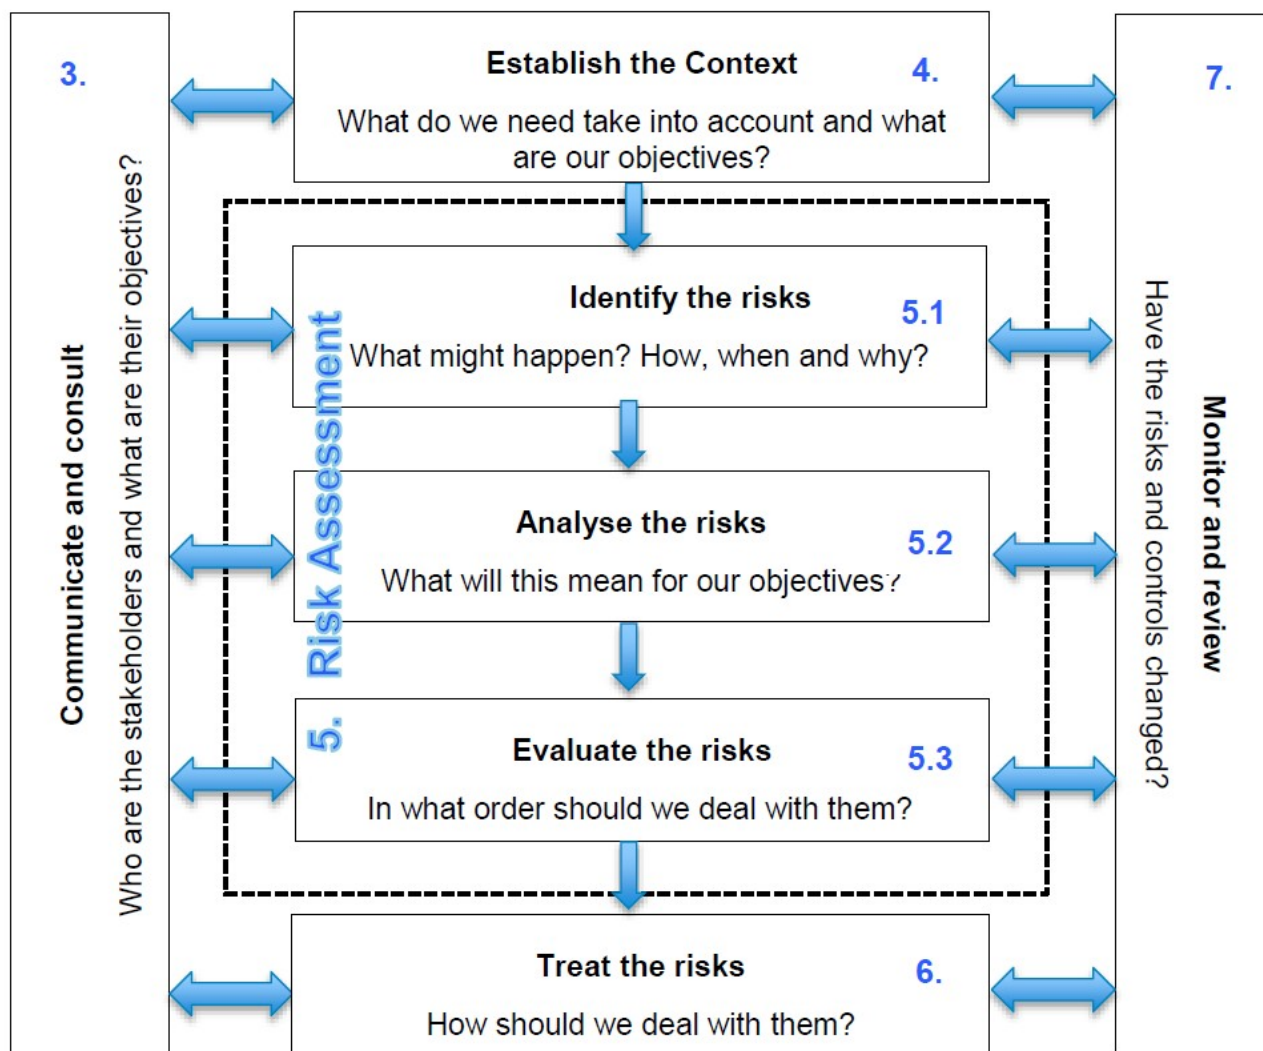 3.
Communicate and consult
Who are the stakeholders and what are their objectives?
Establish the Context
4.
What do we need take into account and what
are our objectives?
5. Risk Assessment
Identify the risks
5.1
What might happen? How, when and why?
Analyse the risks
5.2
What will this mean for our objectives?
Evaluate the risks
5.3
In what order should we deal with them?
Treat the risks
6.
How should we deal with them?
7.
Monitor and review
Have the risks and controls changed?